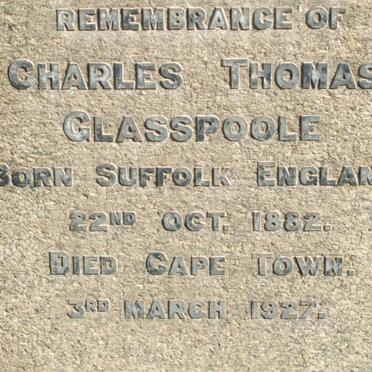 REMEMBRANCE OF
CHARLES THOMAS
GLASSPOOLE
BORN SUFFOLK ENGLAN
22ND OCT. 1882.
DIED CAPE TOWN.
3RD MARCH 1927.